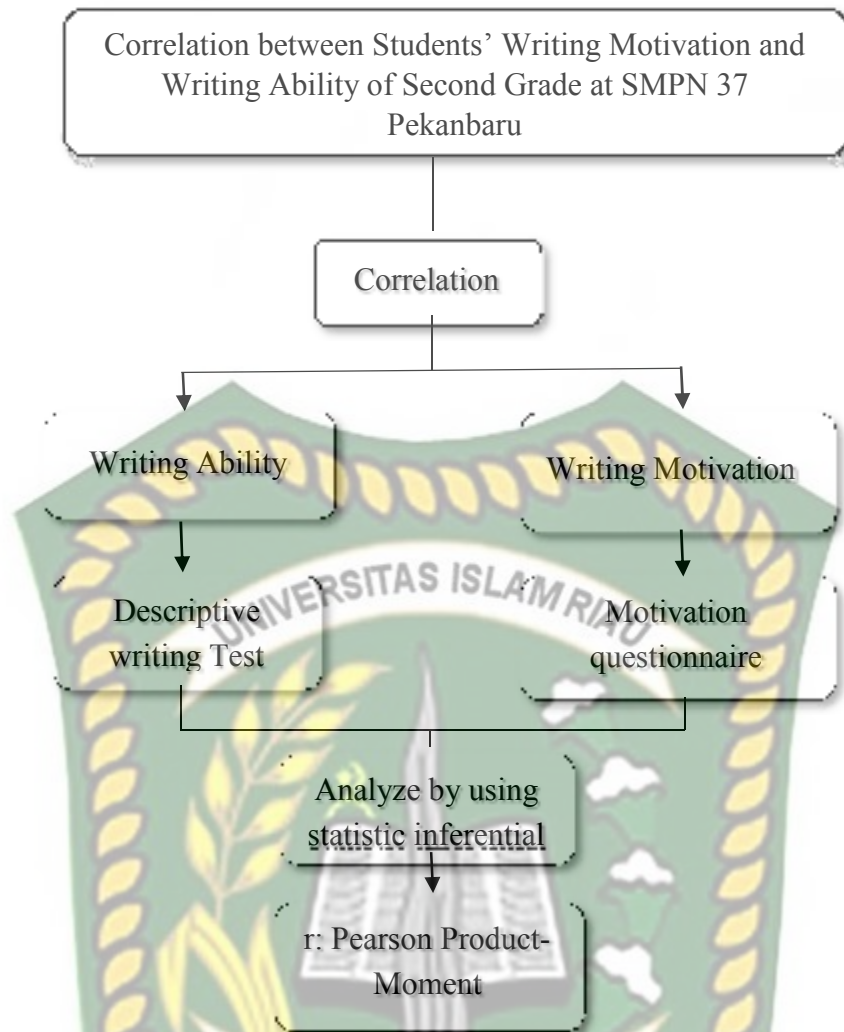 Correlation between Students’ Writing Motivation and
Writing Ability of Second Grade at SMPN 37
Pekanbaru
Correlation
Writing Ability
Writing Motivation
UNIVERSITAS ISLAM RIAU
Descriptive
writing Test
Motivation
questionnaire
Analyze by using
statistic inferential
r: Pearson Product-
Moment